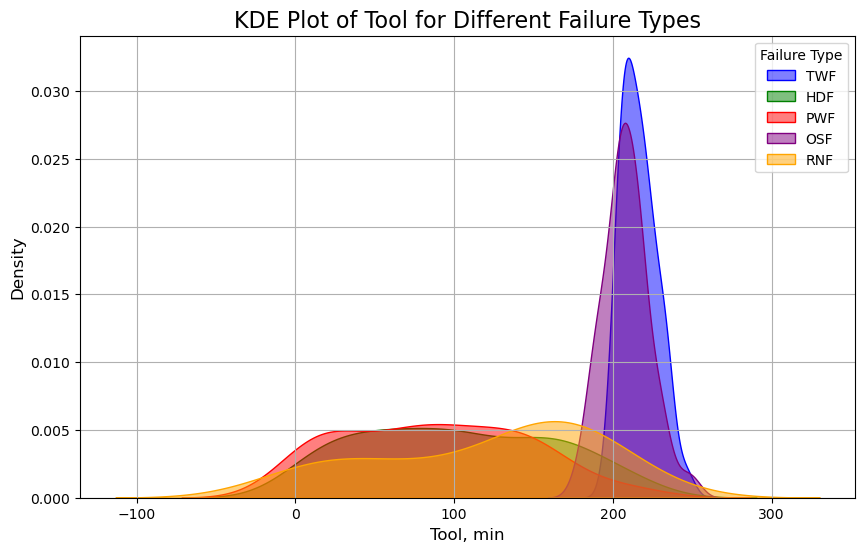 KDE Plot of Tool for Different Failure Types
Failure Type
TWF
HDF
PWF
OSF
RNF
Density
0.030
0.025
0.020
0.015
0.010
0.005
0.000
−100
0
100
200
300
Tool, min